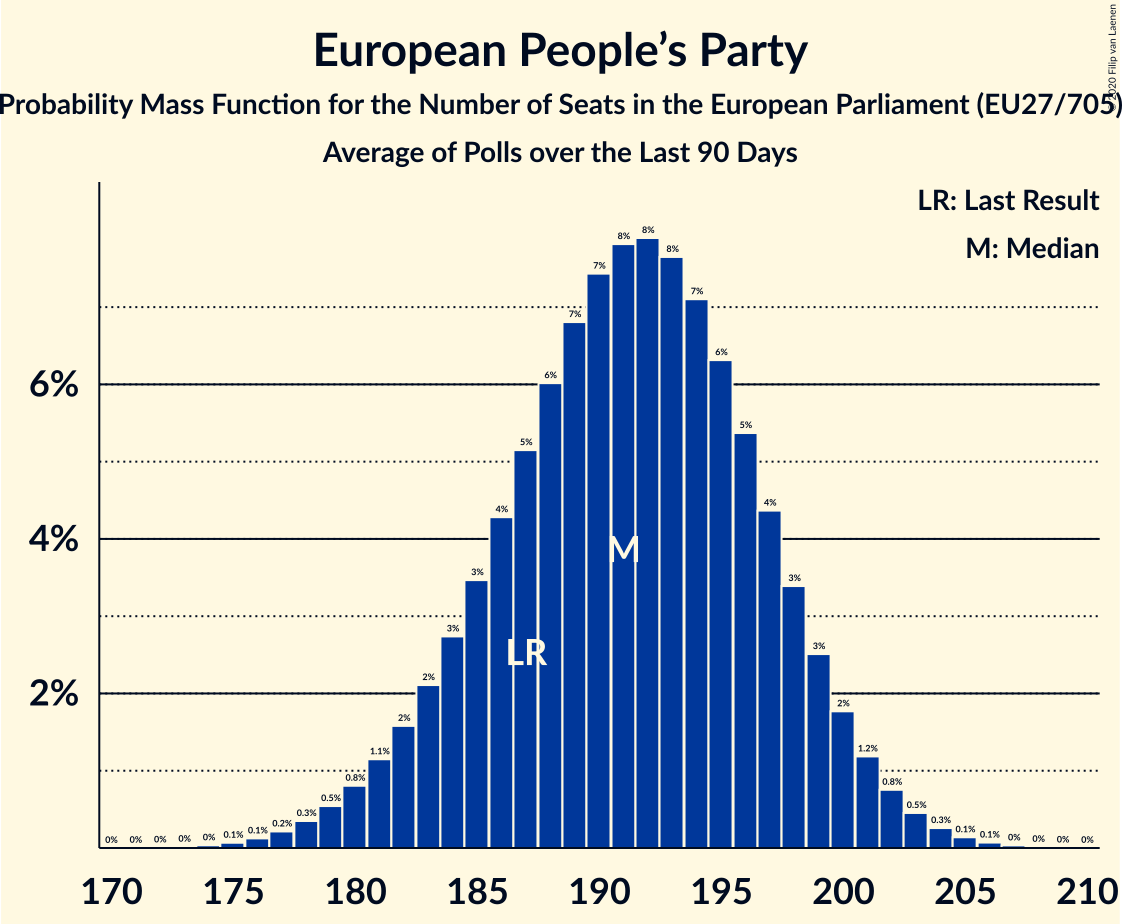 European People’s Party
Probability Mass Function for the Number of Seats in the European Parliament (EU27/705)
Average of Polls over the Last 90 Days
© 2020 Filip van Laenen
LR: Last Result
M: Median
6%
4%
2%
0% 0% 0% 0% 0% 0.1% 0.1% 0.2% 0.3% 0.5% 0.8% 1.1% 2% 2% 3% 3% 4% 5% 6% 7% 7% 8% 8% 8% 7% 6% 5% 4% 3% 3% 2% 1.2% 0.8% 0.5% 0.3% 0.1% 0.1% 0% 0% 0% 0%
M
LR
170 175 180 185 190 195 200 205 210